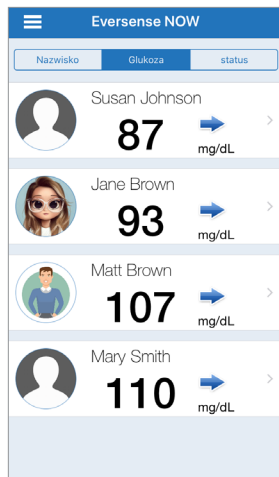 Eversense NOW
Nazwisko Glukoza status
Susan Johnson
87
mg/dL
Jane Brown
93
mg/dL
Matt Brown
107
mg/dL
Mary Smith
110
mg/dL